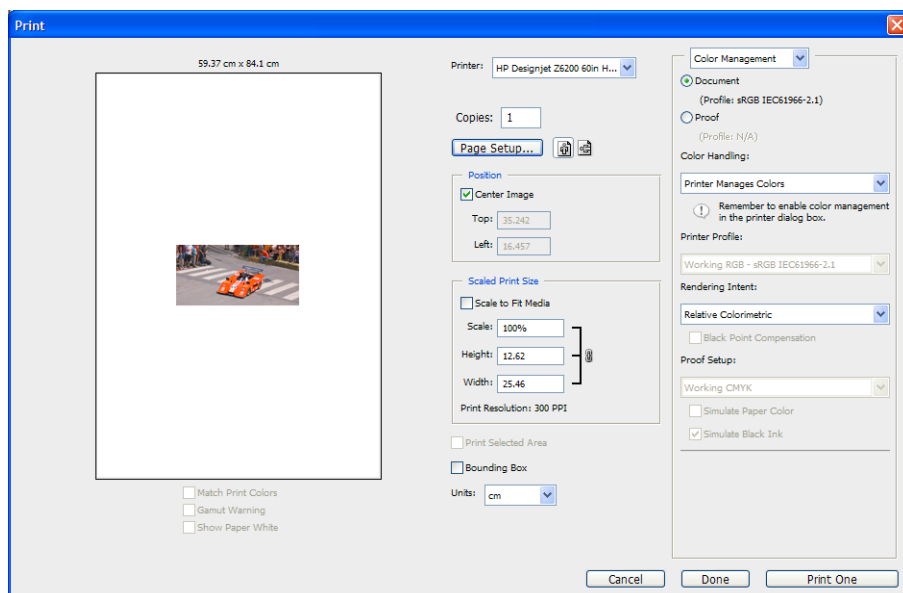 Print
59.37 cm x 84.1 cm
Match Print Colors
Gamut Warning
Show Paper White
Printer: HP Designjet Z6200 60in H...
Copies: 1
Page Setup...
Position
Center Image
Top: 35.242
Left: 16.457
Scaled Print Size
Scale to Fit Media
Scale: 100%
Height: 12.62
Width: 25.46
Print Resolution: 300 PPI
Print Selected Area
Bounding Box
Units: cm
Color Management
Document
(Profile: sRGB IEC61966-2.1)
Proof
(Profile: N/A)
Color Handling:
Printer Manages Colors
Remember to enable color management
in the printer dialog box.
Printer Profile:
Working RGB - sRGB IEC61966-2.1
Rendering Intent:
Relative Colorimetric
Black Point Compensation
Proof Setup:
Working CMYK
Simulate Paper Color
Simulate Black Ink
Cancel
Done
Print One